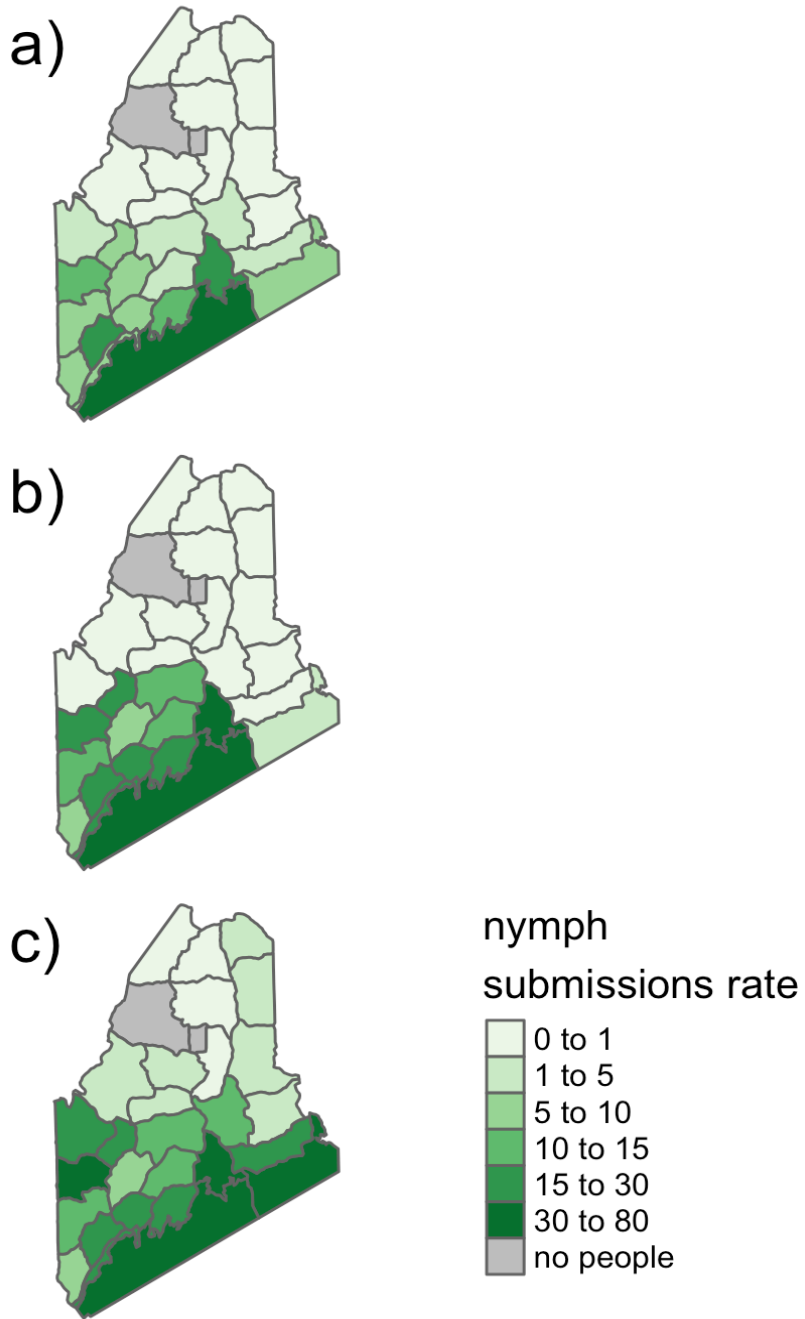 a)
b)
c)
nymph
submissions rate
0 to 1
1 to 5
5 to 10
10 to 15
15 to 30
30 to 80
no people